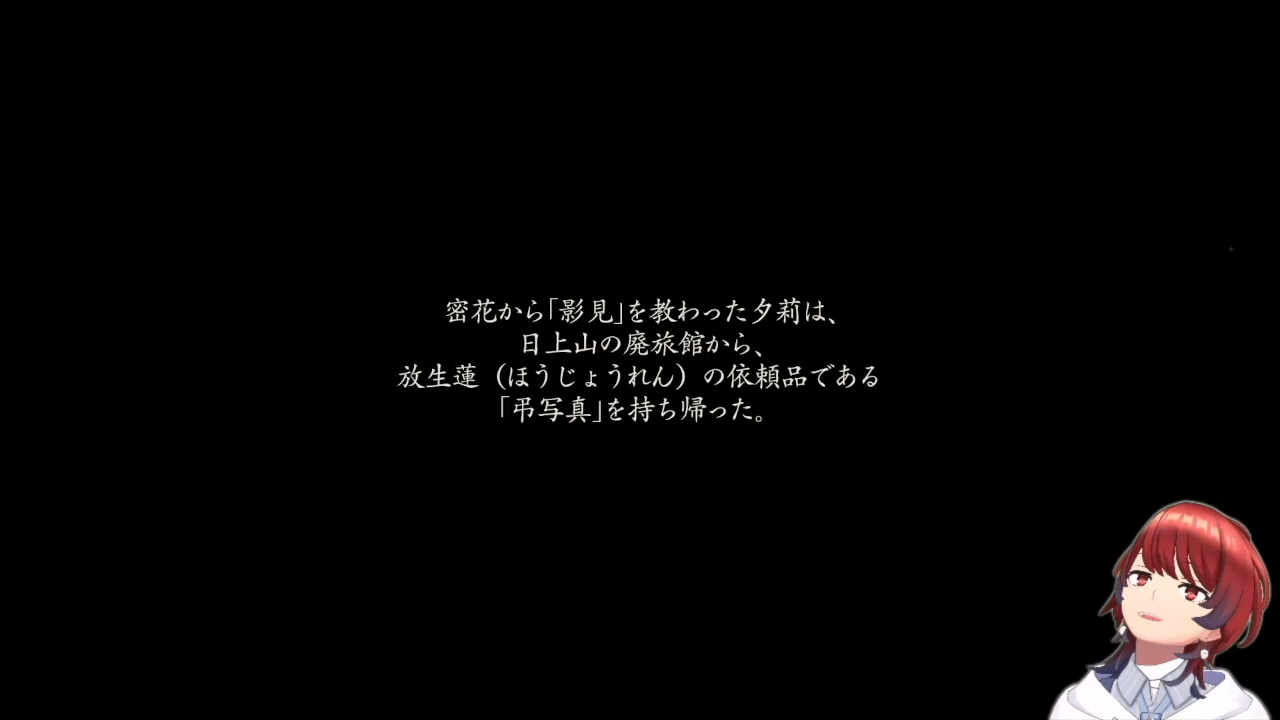 密花から「影見」を教わった夕莉は、
日上山の廃旅館から、
放生蓮（ほうじょうれん）の依頼品である
「弔写真」を持ち帰った。